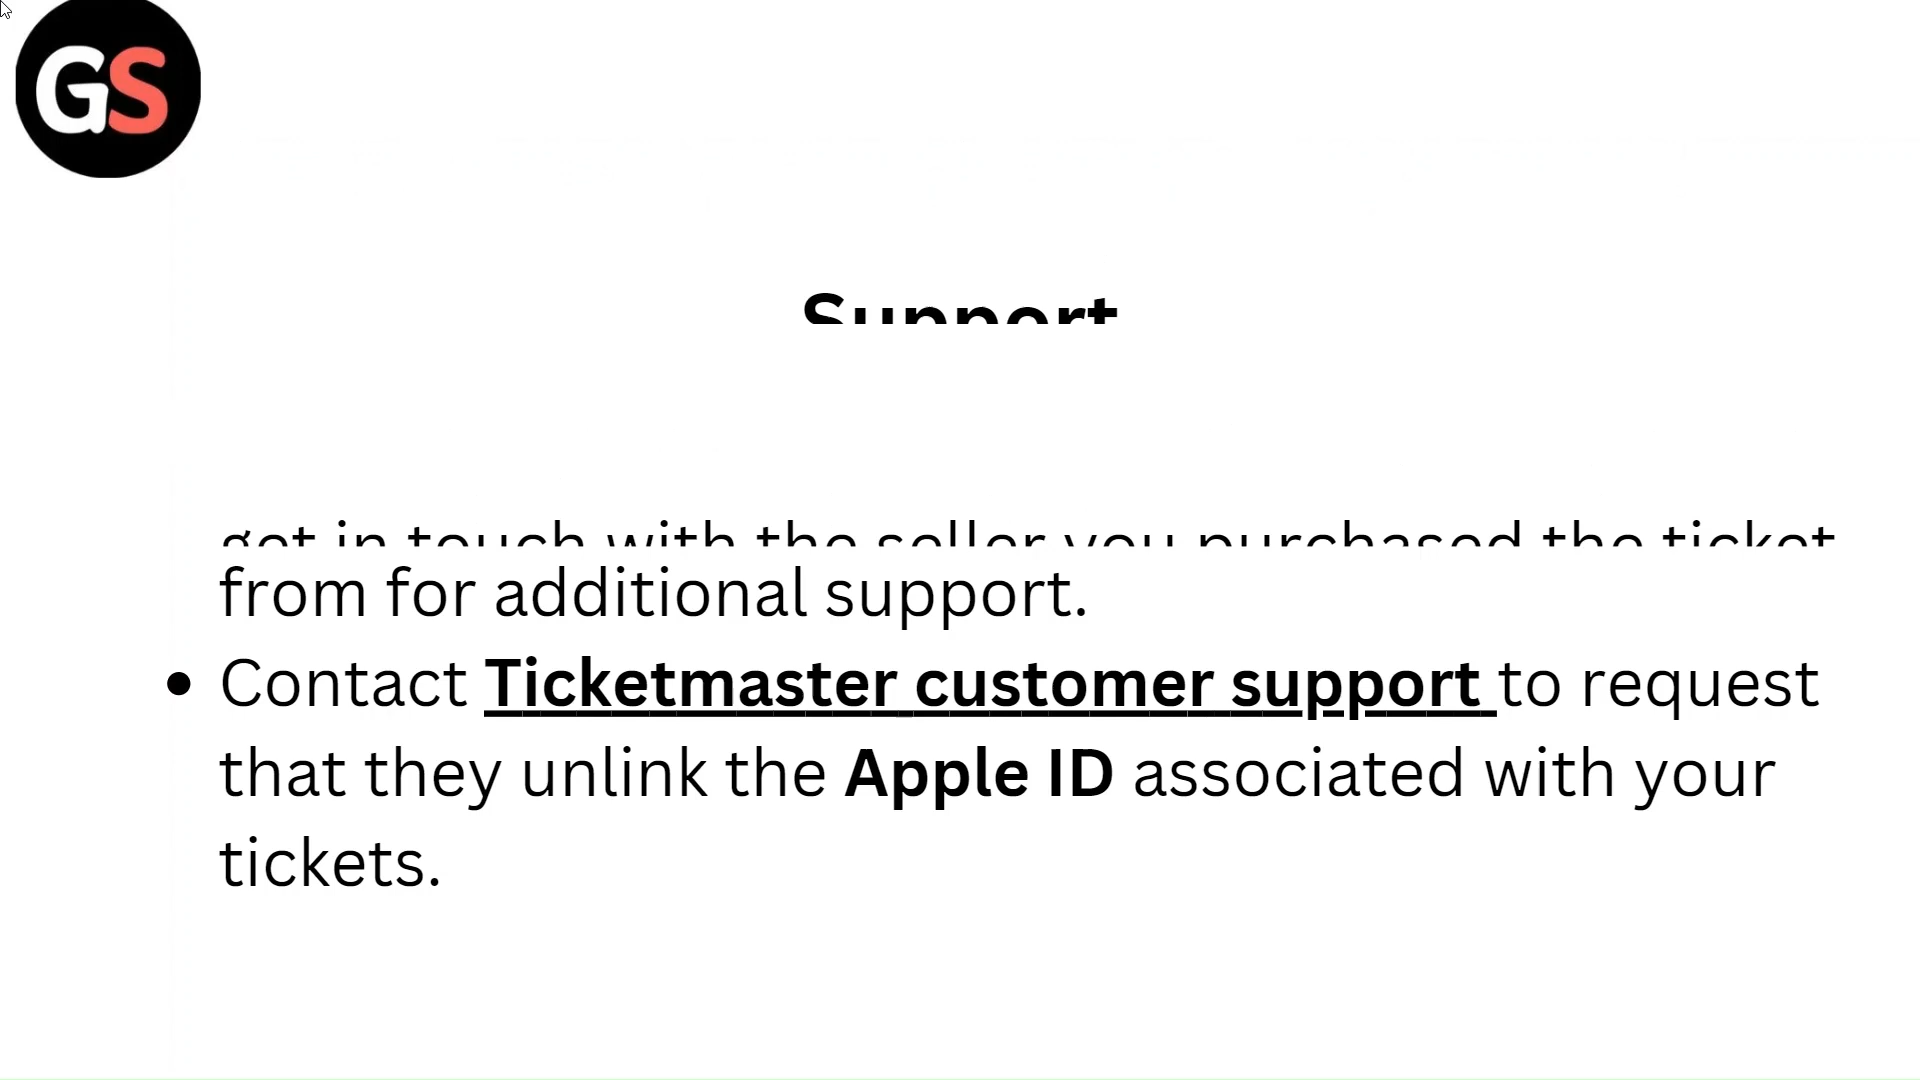 GS
Support
get in touch with the seller you purchased the ticket
from for additional support.
Contact Ticketmaster customer support to request
that they unlink the Apple ID associated with your
tickets.